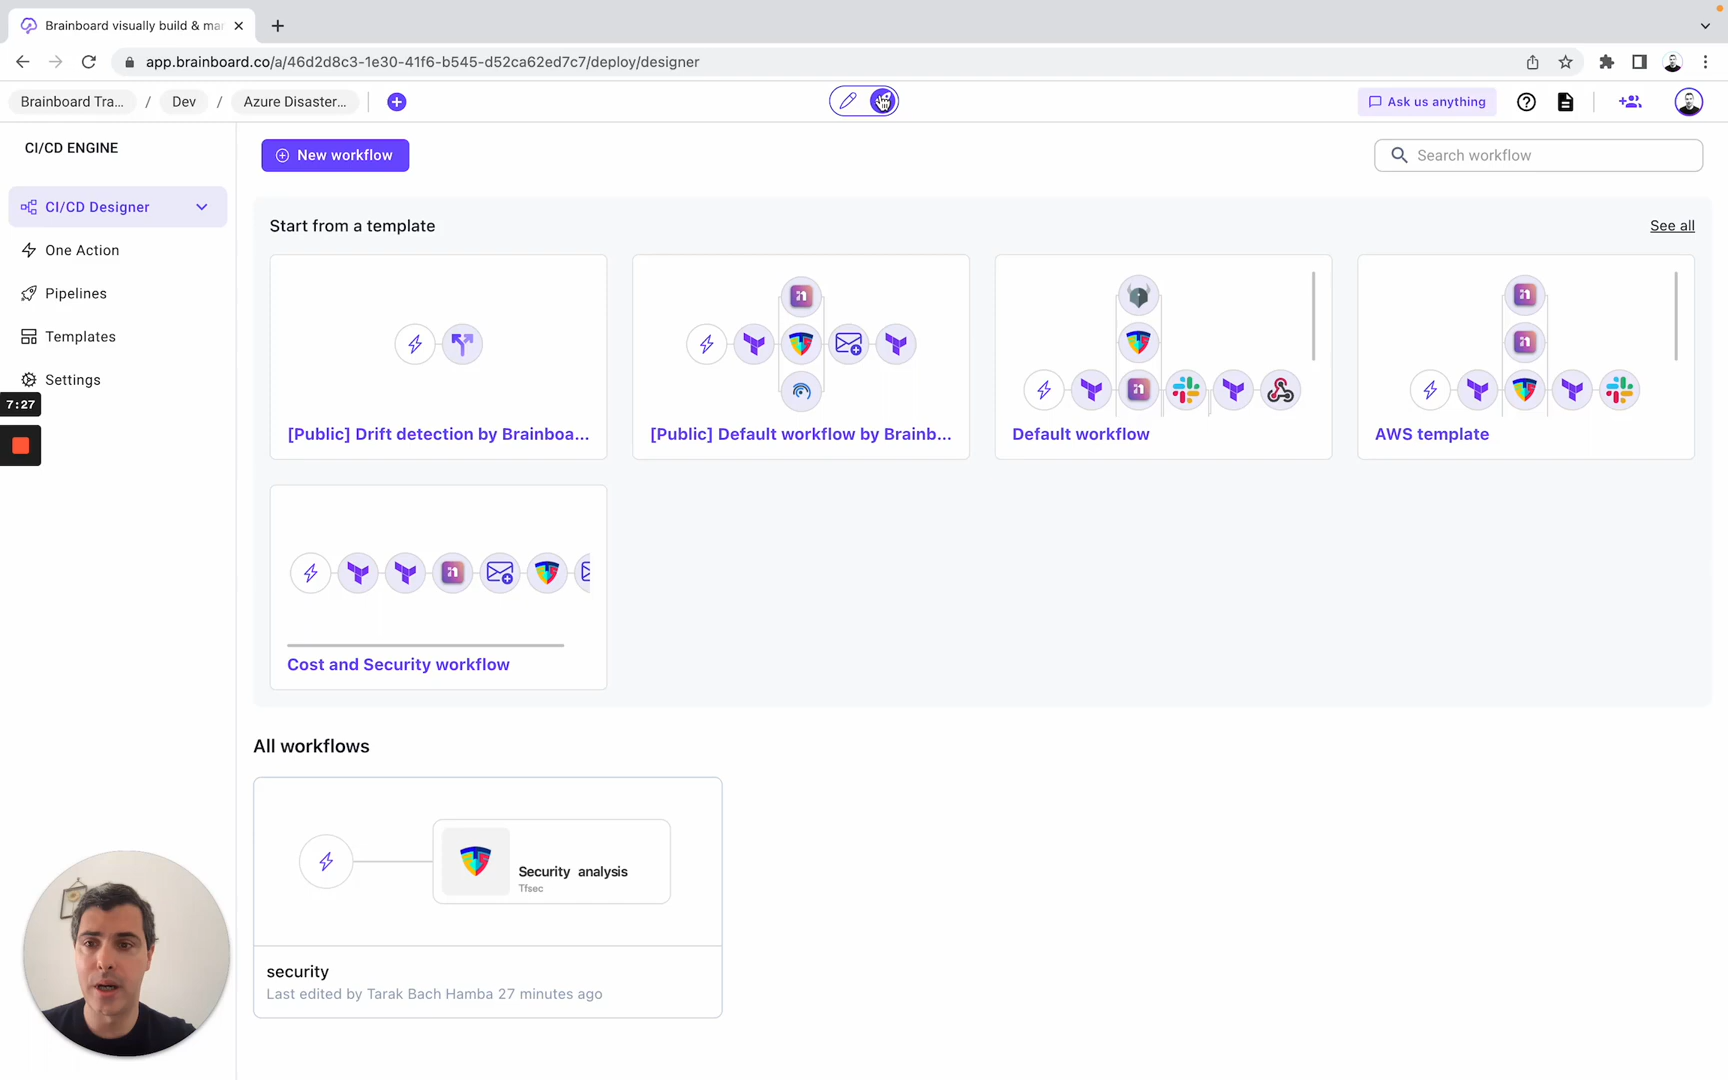 Brainboard visually build & mar
app.brainboard.co/a/46d2d8c3-1e30-41f6-b545-d52ca62ed7c7/deploy/designer
Brainboard Tra... / Dev / Azure Disaster...
Ask us anything
CI/CD ENGINE
New workflow
Search workflow
CI/CD Designer
One Action
Pipelines
Templates
Settings
7:27
Start from a template
See all
[Public] Drift detection by Brainboa...
[Public] Default workflow by Brainb...
Default workflow
AWS template
Cost and Security workflow
All workflows
Security analysis
Tfsec
security
Last edited by Tarak Bach Hamba 27 minutes ago